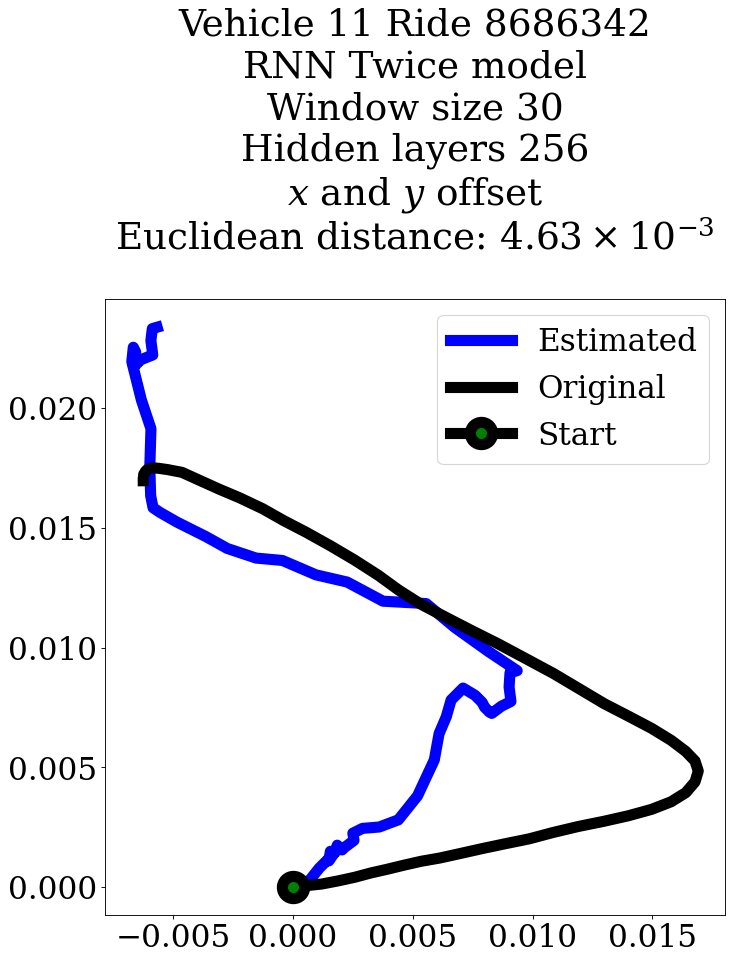 Vehicle 11 Ride 8686342
RNN Twice model
Window size 30
Hidden layers 256
x and y offset
Euclidean distance: 4.63 × 10⁻³
Estimated
Original
Start
0.020
0.015
0.010
0.005
0.000
−0.005 0.000 0.005 0.010 0.015